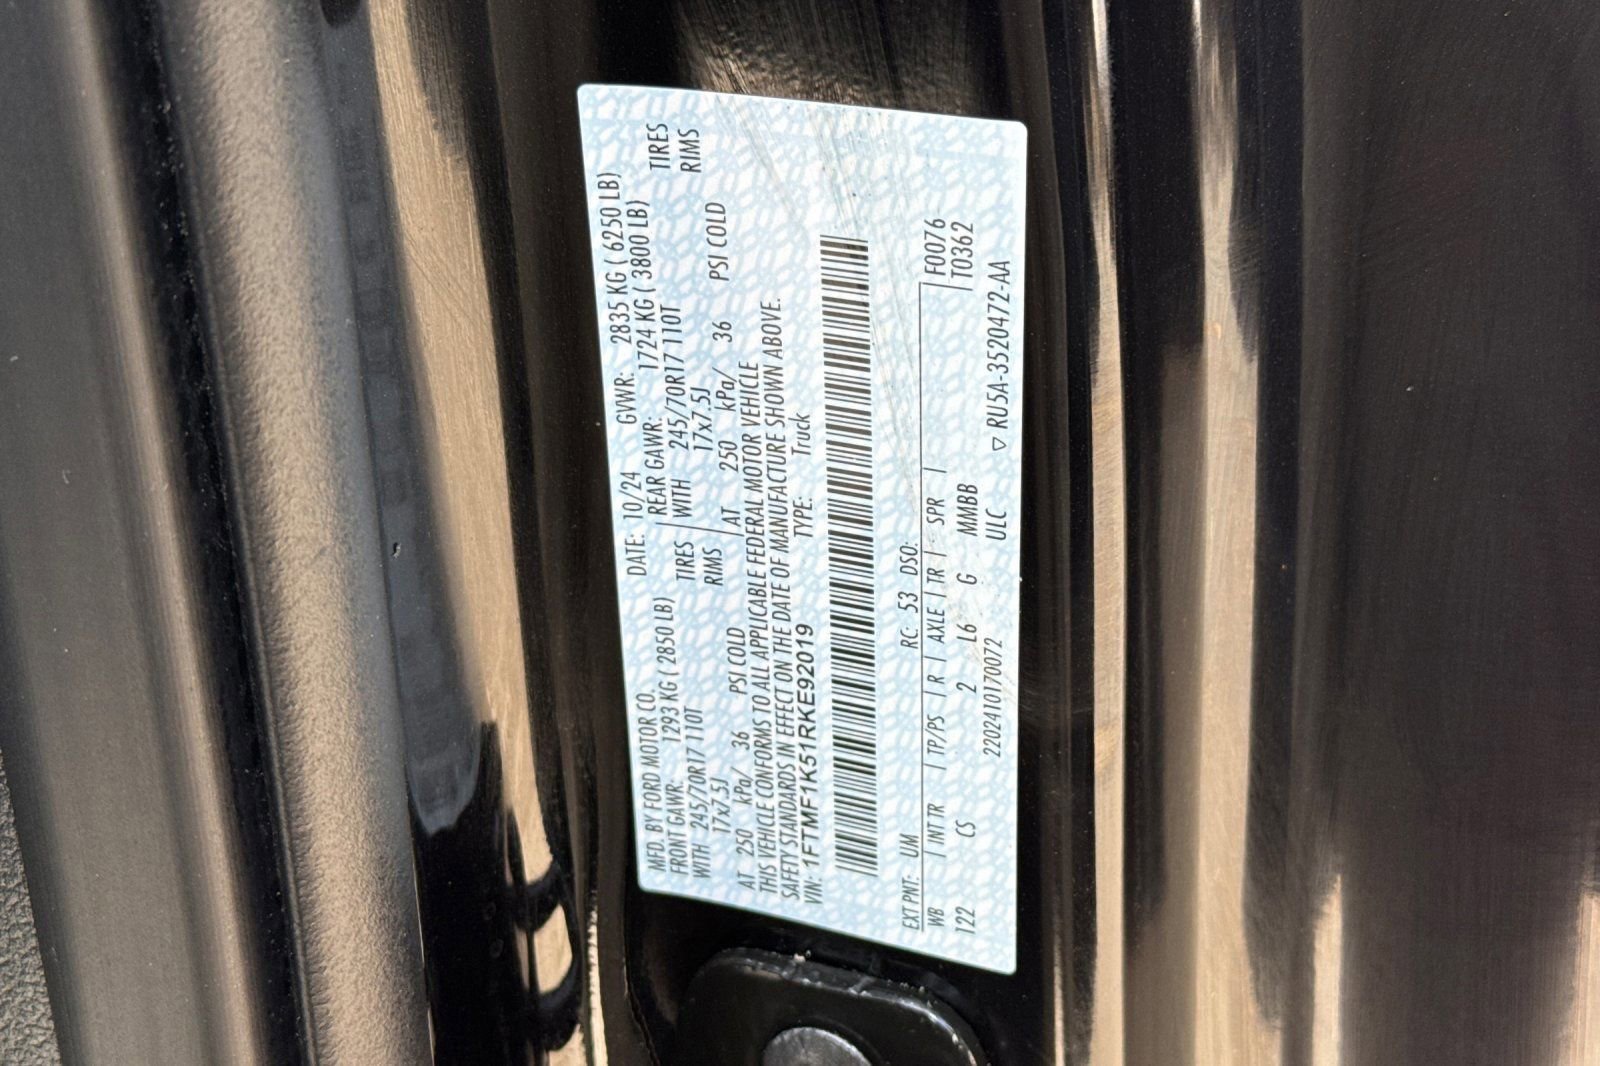 MFD. BY FORD MOTOR CO. DATE: 10/24 GVWR: 2835 KG ( 6250 LB)
FRONT GAWR: 1293 KG ( 2850 LB) REAR GAWR: 1724 KG ( 3800 LB)
WITH 245/70R17 110T TIRES WITH 245/70R17 110T TIRES
17x7.5J RIMS 17x7.5J RIMS
AT 250 kPa/ 36 PSI COLD AT 250 kPa/ 36 PSI COLD
THIS VEHICLE CONFORMS TO ALL APPLICABLE FEDERAL MOTOR VEHICLE
SAFETY STANDARDS IN EFFECT ON THE DATE OF MANUFACTURE SHOWN ABOVE.
VIN: 1FTMF1K51RKE92019 TYPE: Truck
EXT PNT: UM RC: 53 DSO:
WB INT TR TP/PS R AXLE TR SPR F0076
122 CS 2 L6 G MMBB T0362
2202410170072 ULC ▽ RU5A-3520472-AA